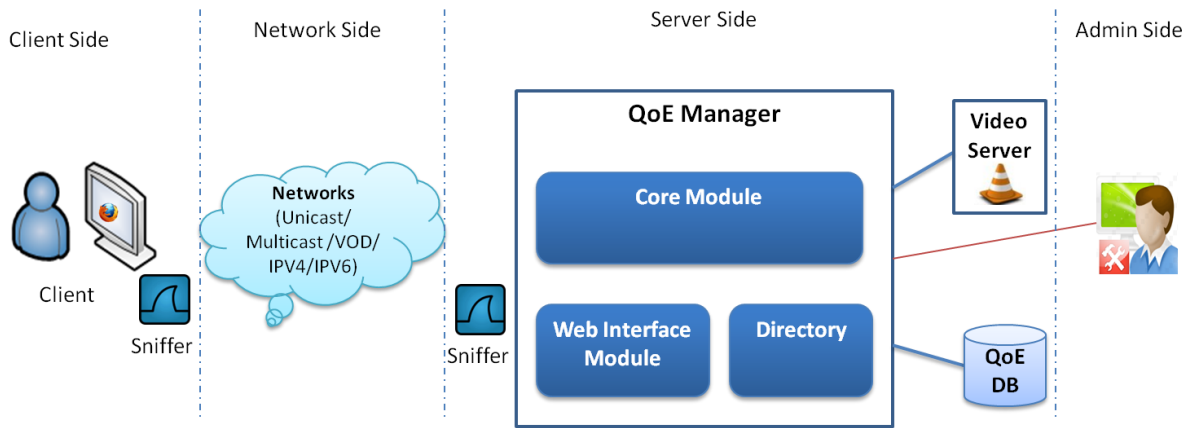 Client Side
Network Side
Server Side
Admin Side
Client
Sniffer
Networks
(Unicast/
Multicast /VOD/
IPV4/IPV6)
Sniffer
QoE Manager
Core Module
Web Interface
Module
Directory
Video
Server
QoE
DB